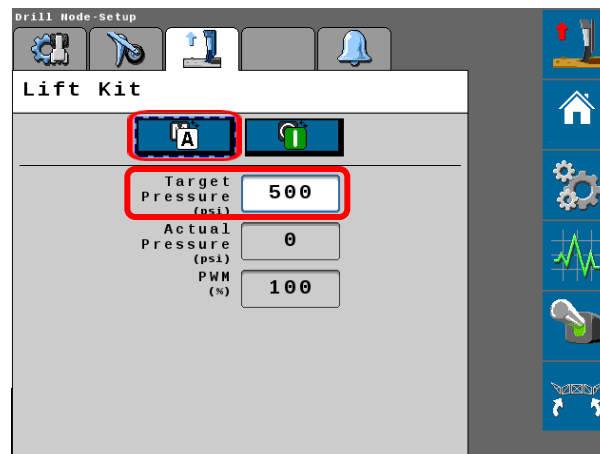 Drill Node-Setup
Lift Kit
A
Target
Pressure
(psi)
500
Actual
Pressure
(psi)
0
PWM
(%)
100